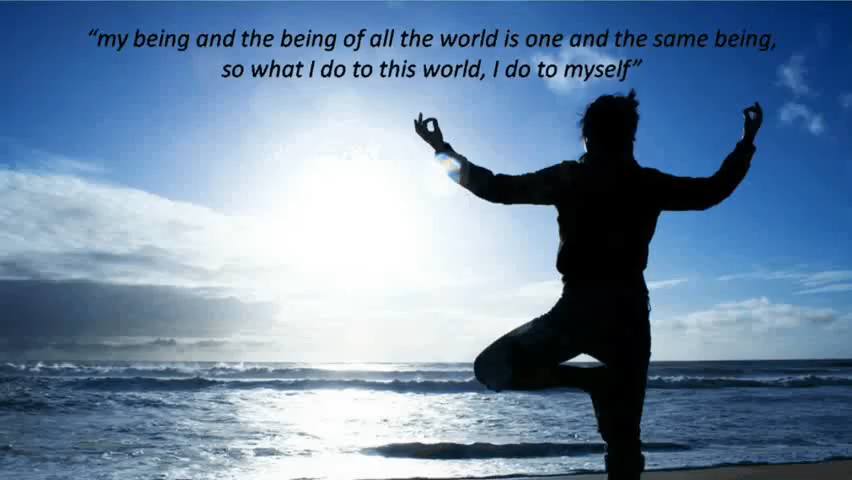 “my being and the being of all the world is one and the same being,
so what I do to this world, I do to myself”